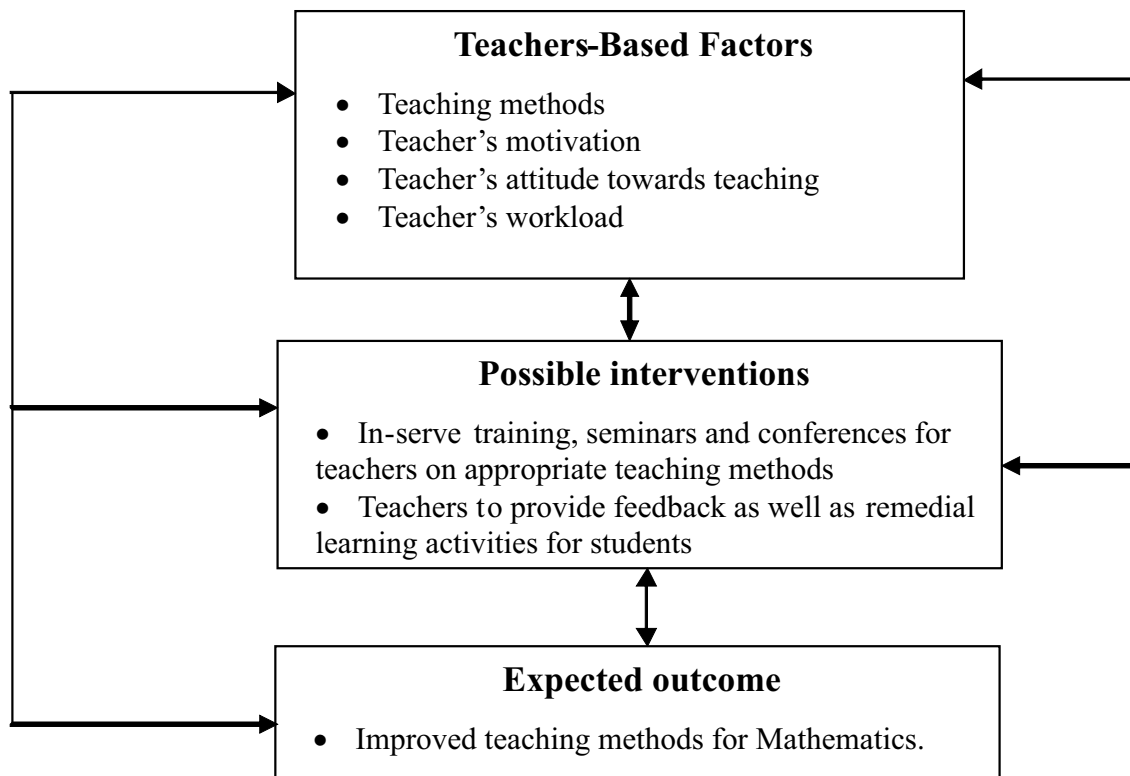 Teachers-Based Factors
• Teaching methods
• Teacher’s motivation
• Teacher’s attitude towards teaching
• Teacher’s workload
Possible interventions
• In-serve training, seminars and conferences for
teachers on appropriate teaching methods
• Teachers to provide feedback as well as remedial
learning activities for students
Expected outcome
• Improved teaching methods for Mathematics.